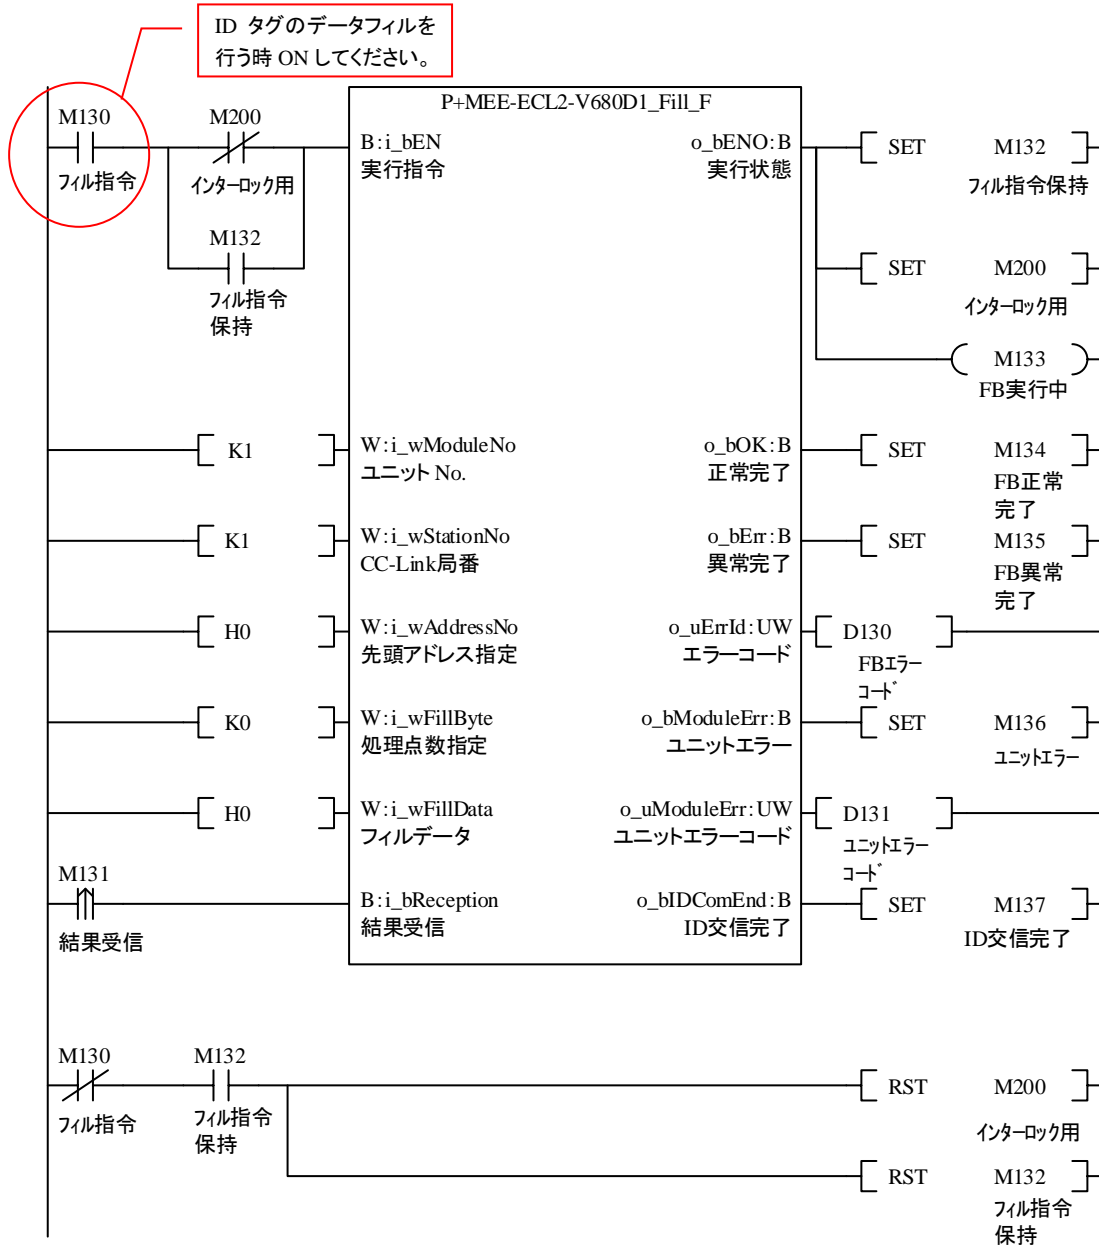 ID タグのデータフィルを
行う時 ON してください。
P+MEE-ECL2-V680D1_Fill_F
M130
フィル指令
M200
インターロック用
M132
フィル指令
保持
B:i_bEN
実行指令
o_bENO:B
実行状態
SET M132
フィル指令保持
SET M200
インターロック用
M133
FB実行中
K1
W:i_wModuleNo
ユニット No.
o_bOK:B
正常完了
SET M134
FB正常
完了
K1
W:i_wStationNo
CC-Link局番
o_bErr:B
異常完了
SET M135
FB異常
完了
H0
W:i_wAddressNo
先頭アドレス指定
o_uErrId:UW
エラーコード
D130
FBエラー
コード
K0
W:i_wFillByte
処理点数指定
o_bModuleErr:B
ユニットエラー
SET M136
ユニットエラー
H0
W:i_wFillData
フィルデータ
o_uModuleErr:UW
ユニットエラーコード
D131
ユニットエラー
コード
M131
結果受信
B:i_bReception
結果受信
o_bIDComEnd:B
ID交信完了
SET M137
ID交信完了
M130
フィル指令
M132
フィル指令
保持
RST M200
インターロック用
RST M132
フィル指令
保持